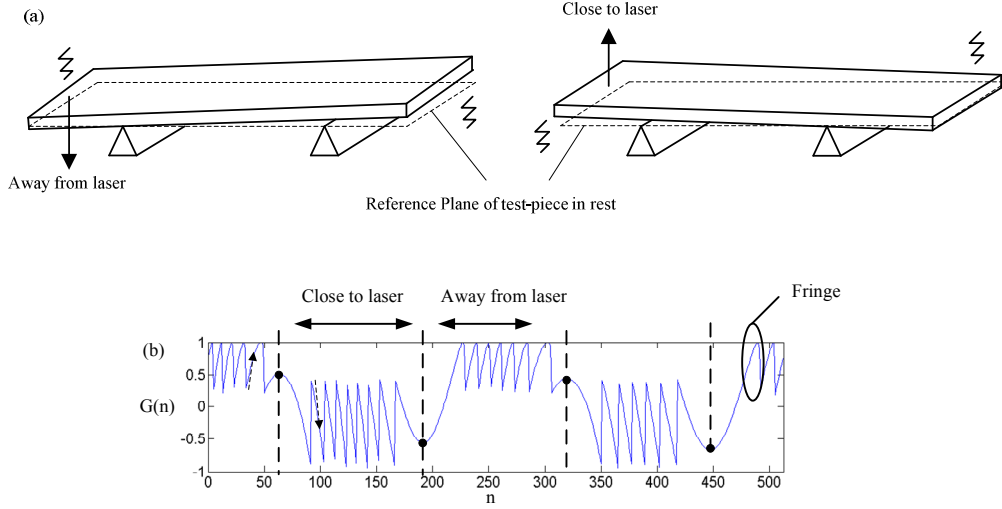 (a)
Close to laser
Away from laser
Reference Plane of test-piece in rest
Close to laser
Away from laser
Fringe
(b)
1
0.5
0
-0.5
-1
G(n)
0 50 100 150 200 250 300 350 400 450 500
n